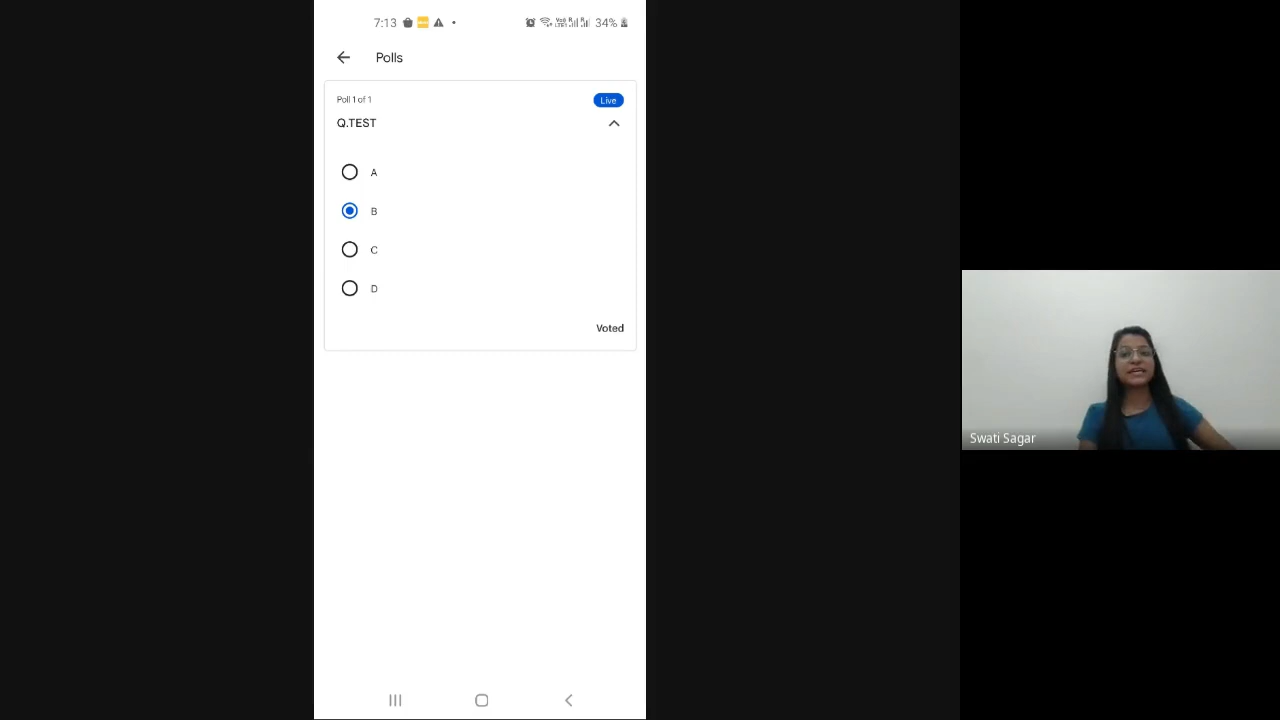 7:13
34%
Polls
Poll 1 of 1
Live
Q.TEST
A
B
C
D
Voted
Swati Sagar